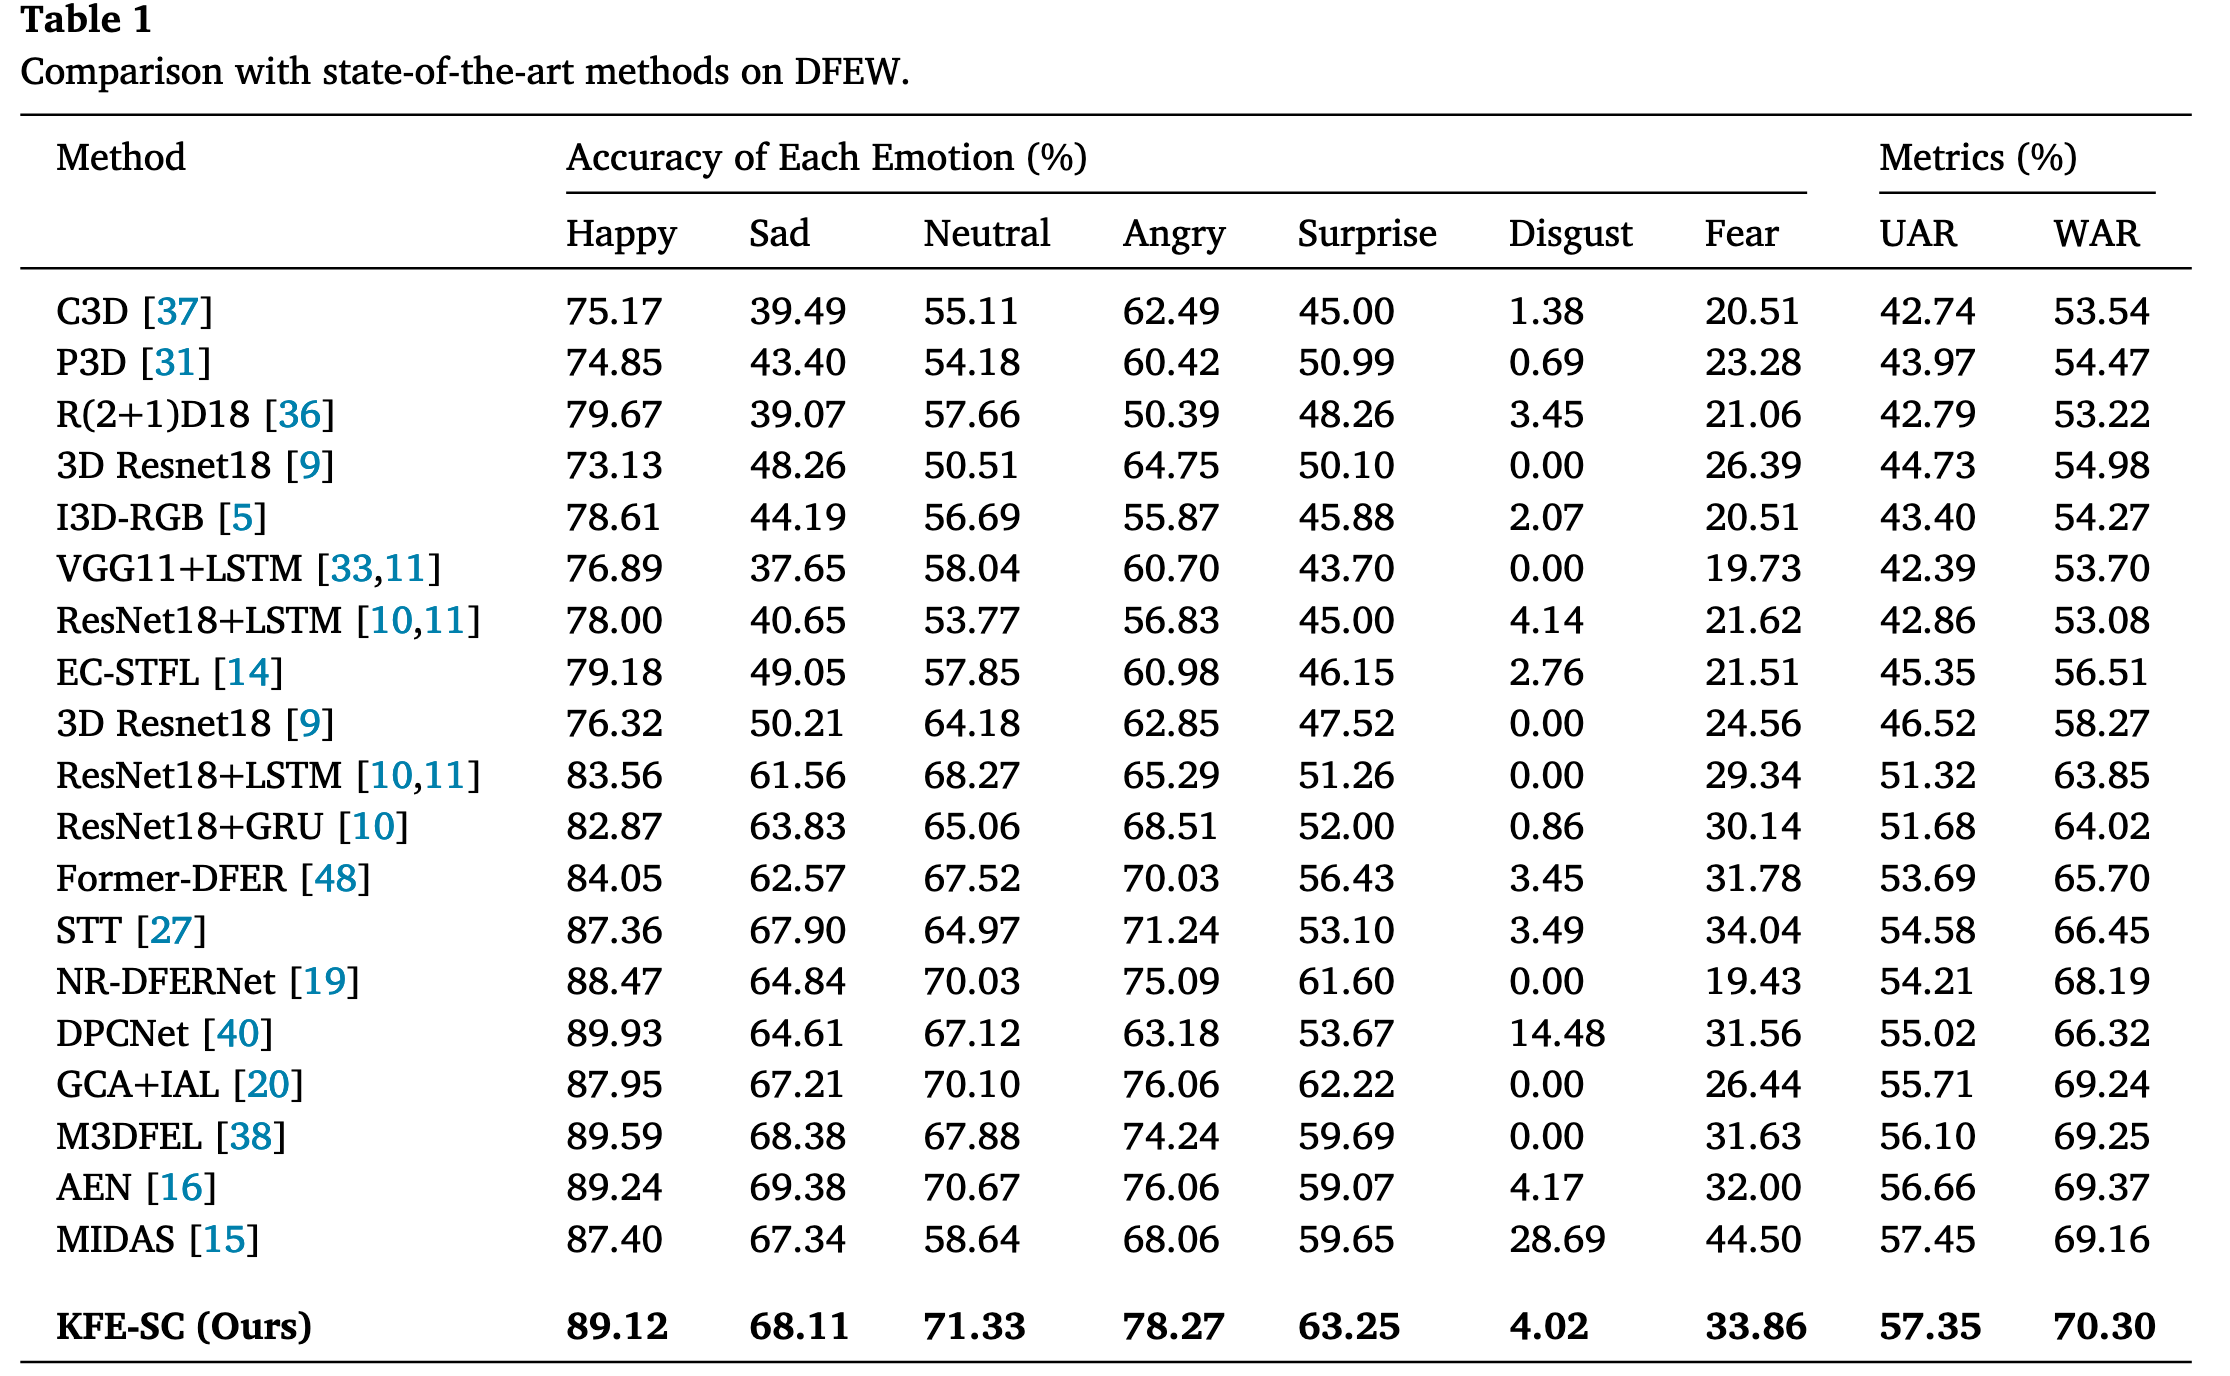 Table 1
Comparison with state-of-the-art methods on DFEW.
Method Accuracy of Each Emotion (%) Metrics (%)
Happy Sad Neutral Angry Surprise Disgust Fear UAR WAR
C3D [37] 75.17 39.49 55.11 62.49 45.00 1.38 20.51 42.74 53.54
P3D [31] 74.85 43.40 54.18 60.42 50.99 0.69 23.28 43.97 54.47
R(2+1)D18 [36] 79.67 39.07 57.66 50.39 48.26 3.45 21.06 42.79 53.22
3D Resnet18 [9] 73.13 48.26 50.51 64.75 50.10 0.00 26.39 44.73 54.98
I3D-RGB [5] 78.61 44.19 56.69 55.87 45.88 2.07 20.51 43.40 54.27
VGG11+LSTM [33,11] 76.89 37.65 58.04 60.70 43.70 0.00 19.73 42.39 53.70
ResNet18+LSTM [10,11] 78.00 40.65 53.77 56.83 45.00 4.14 21.62 42.86 53.08
EC-STFL [14] 79.18 49.05 57.85 60.98 46.15 2.76 21.51 45.35 56.51
3D Resnet18 [9] 76.32 50.21 64.18 62.85 47.52 0.00 24.56 46.52 58.27
ResNet18+LSTM [10,11] 83.56 61.56 68.27 65.29 51.26 0.00 29.34 51.32 63.85
ResNet18+GRU [10] 82.87 63.83 65.06 68.51 52.00 0.86 30.14 51.68 64.02
Former-DFER [48] 84.05 62.57 67.52 70.03 56.43 3.45 31.78 53.69 65.70
STT [27] 87.36 67.90 64.97 71.24 53.10 3.49 34.04 54.58 66.45
NR-DFERNet [19] 88.47 64.84 70.03 75.09 61.60 0.00 19.43 54.21 68.19
DPCNet [40] 89.93 64.61 67.12 63.18 53.67 14.48 31.56 55.02 66.32
GCA+IAL [20] 87.95 67.21 70.10 76.06 62.22 0.00 26.44 55.71 69.24
M3DFEL [38] 89.59 68.38 67.88 74.24 59.69 0.00 31.63 56.10 69.25
AEN [16] 89.24 69.38 70.67 76.06 59.07 4.17 32.00 56.66 69.37
MIDAS [15] 87.40 67.34 58.64 68.06 59.65 28.69 44.50 57.45 69.16
KFE-SC (Ours) 89.12 68.11 71.33 78.27 63.25 4.02 33.86 57.35 70.30